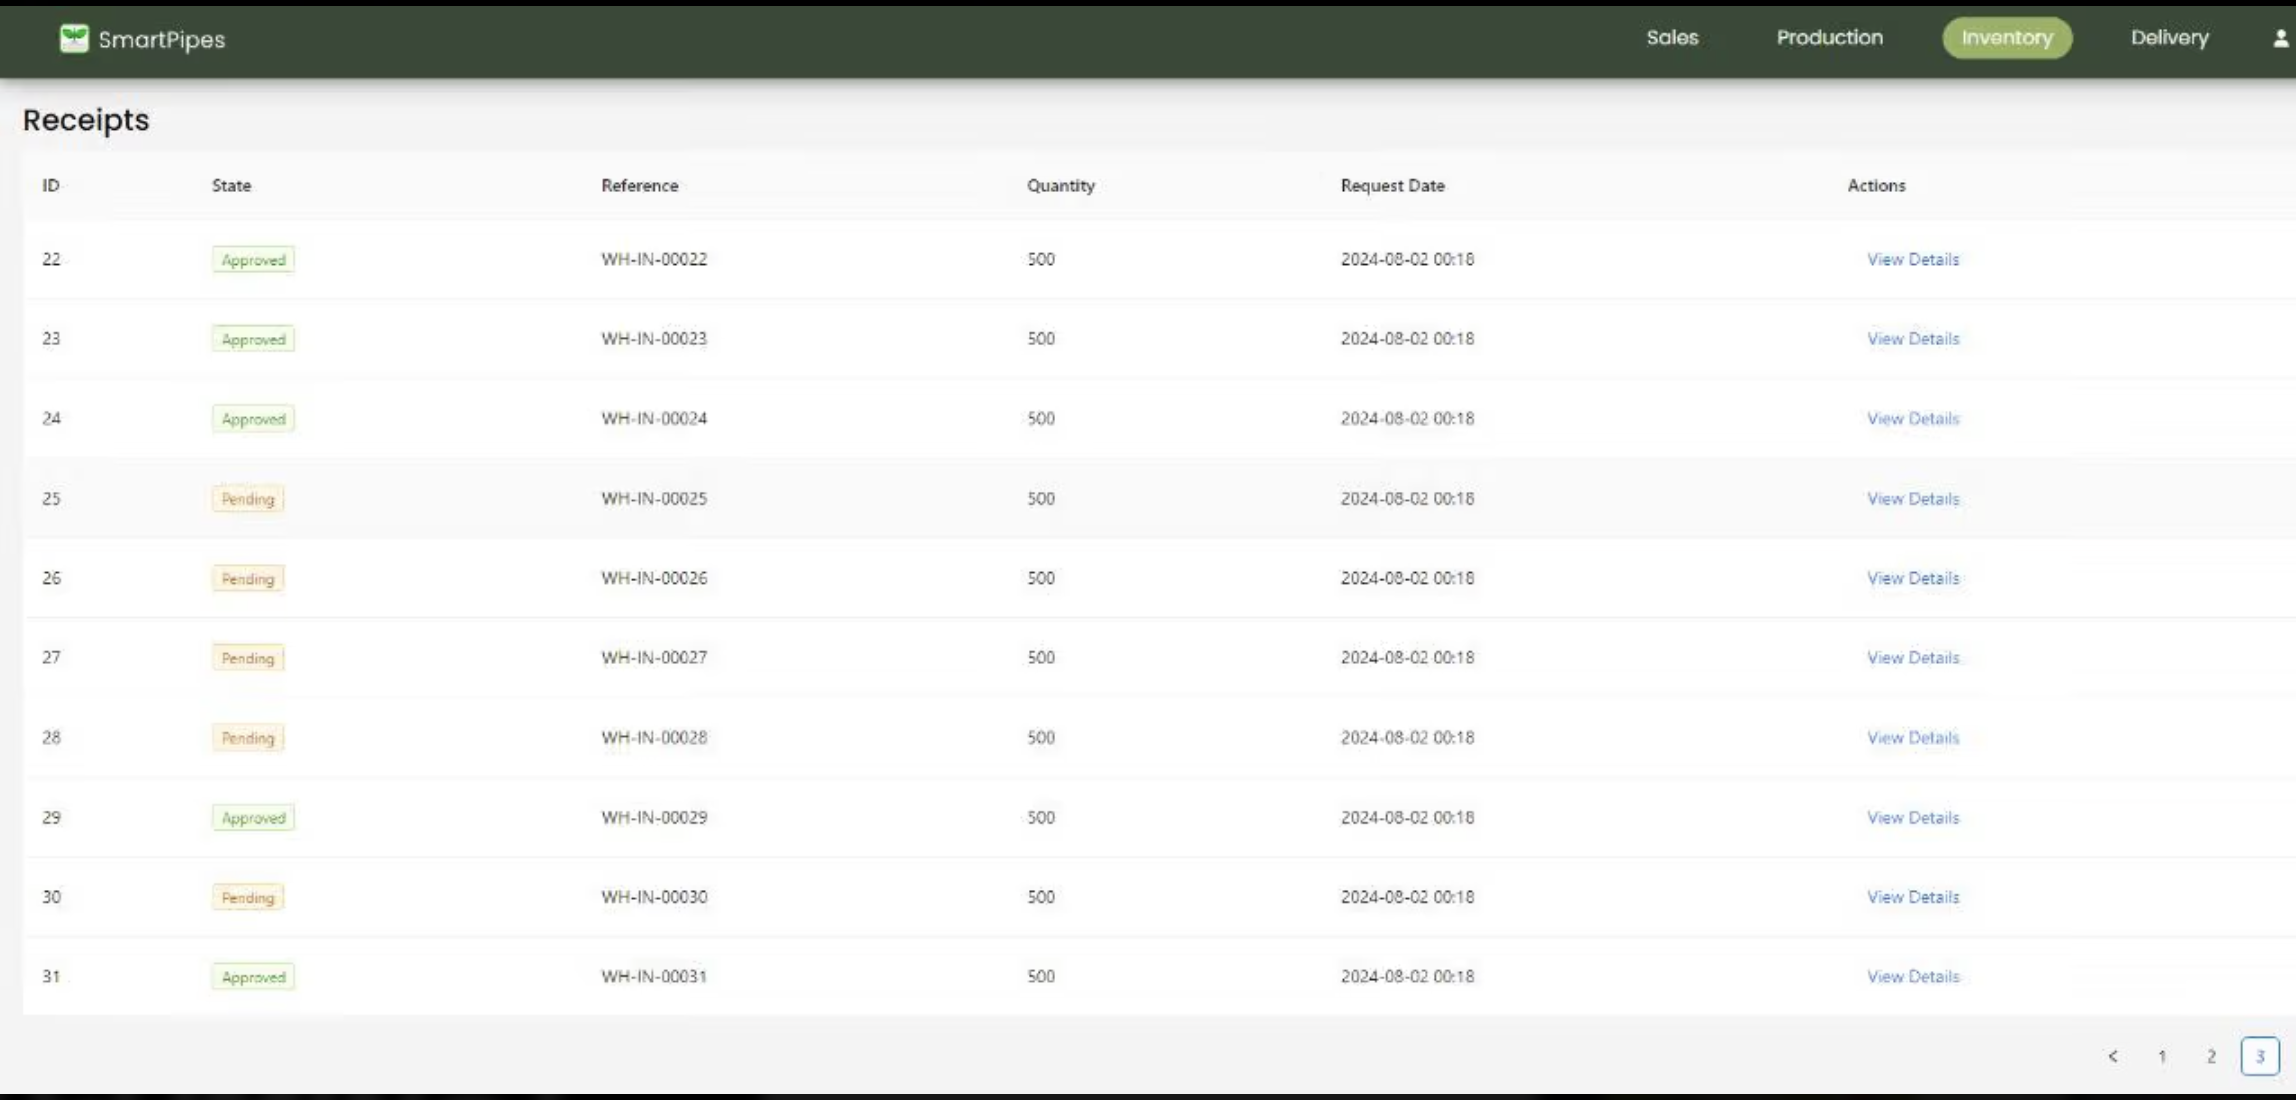 SmartPipes Sales Production Inventory Delivery
Receipts
ID State Reference Quantity Request Date Actions
22 Approved WH-IN-00022 500 2024-08-02 00:18 View Details
23 Approved WH-IN-00023 500 2024-08-02 00:18 View Details
24 Approved WH-IN-00024 500 2024-08-02 00:18 View Details
25 Pending WH-IN-00025 500 2024-08-02 00:18 View Details
26 Pending WH-IN-00026 500 2024-08-02 00:18 View Details
27 Pending WH-IN-00027 500 2024-08-02 00:18 View Details
28 Pending WH-IN-00028 500 2024-08-02 00:18 View Details
29 Approved WH-IN-00029 500 2024-08-02 00:18 View Details
30 Pending WH-IN-00030 500 2024-08-02 00:18 View Details
31 Approved WH-IN-00031 500 2024-08-02 00:18 View Details
< 1 2 3